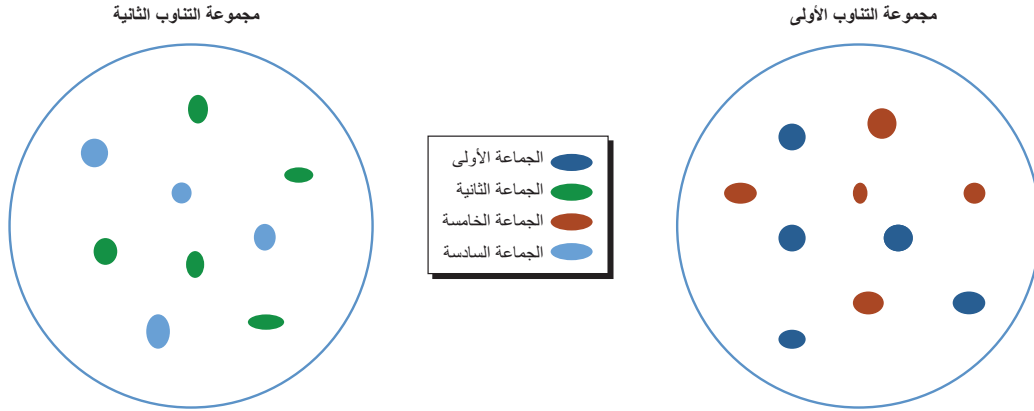 مجموعة التناوب الأولى
مجموعة التناوب الثانية
الجماعة الأولى
الجماعة الثانية
الجماعة الخامسة
الجماعة السادسة